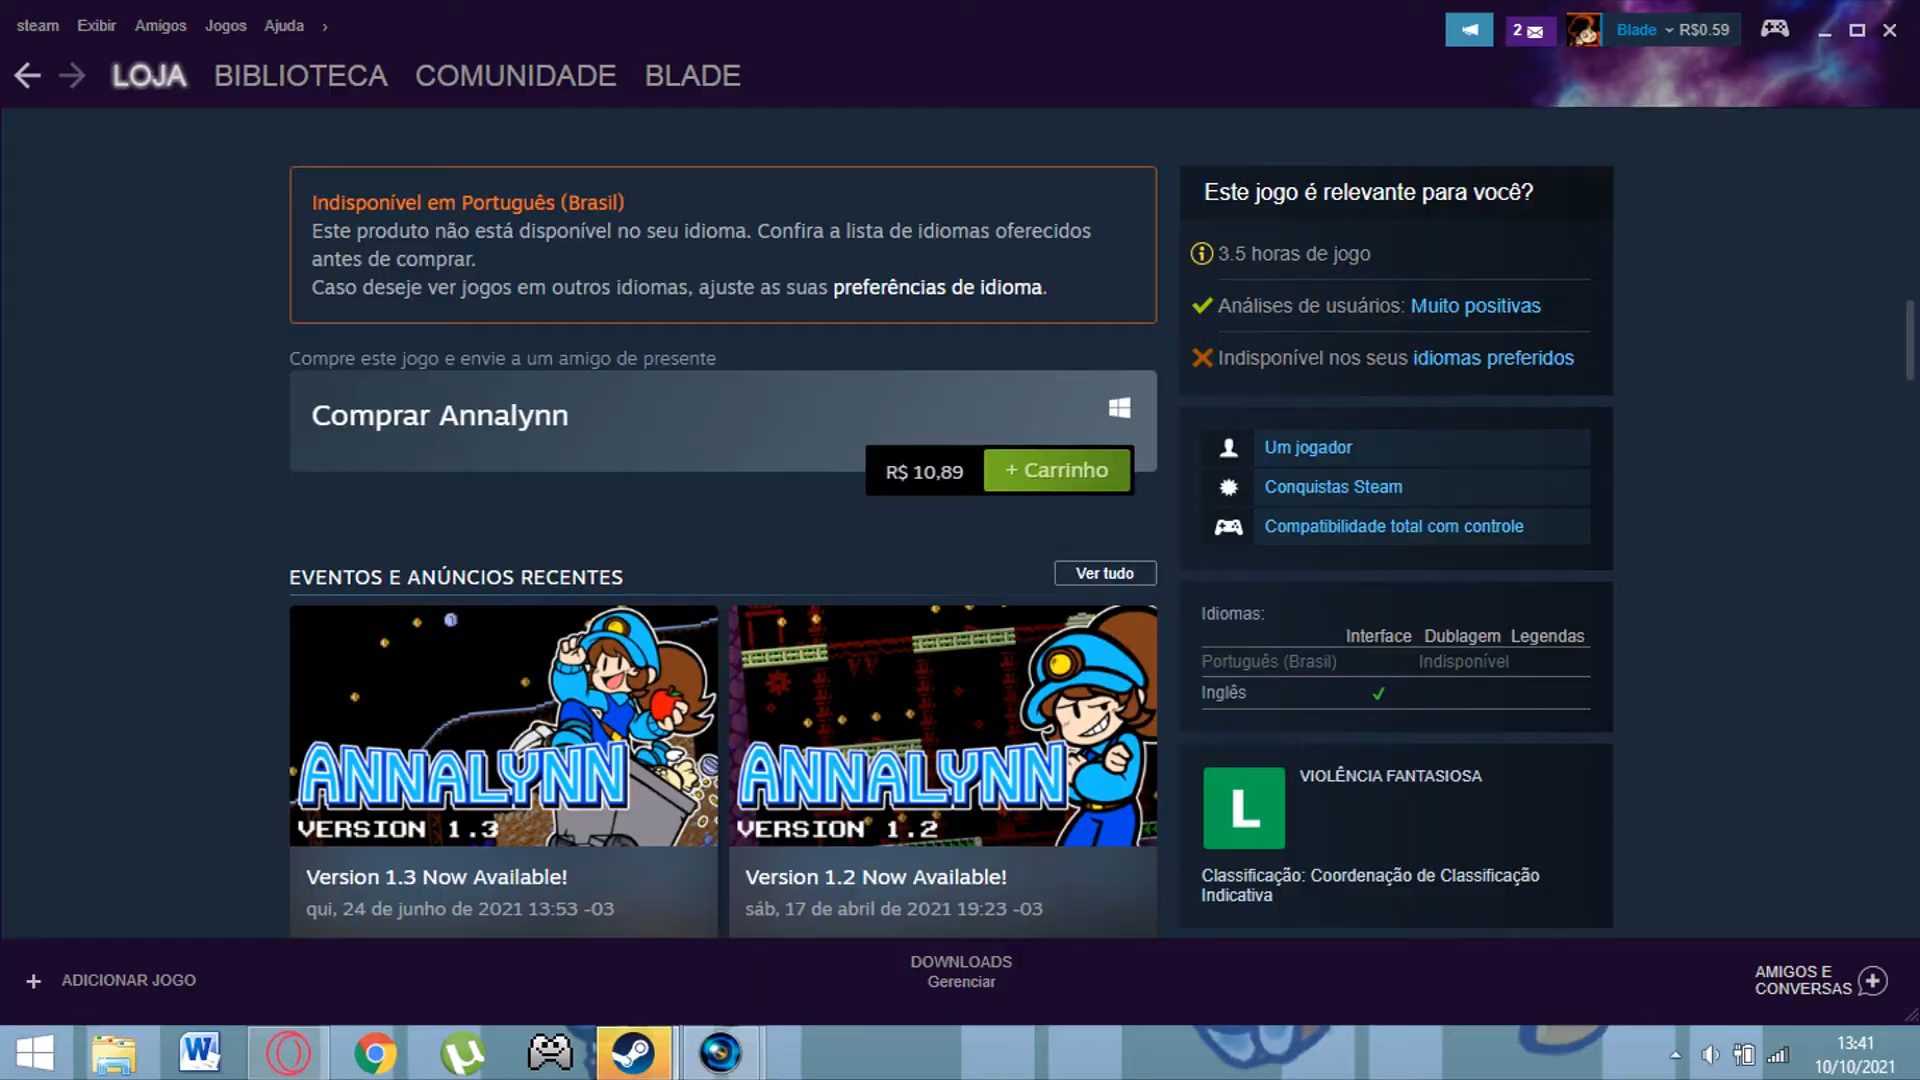 steam Exibir Amigos Jogos Ajuda ›
2 Blade R$0.59
LOJA BIBLIOTECA COMUNIDADE BLADE
Indisponível em Português (Brasil)
Este produto não está disponível no seu idioma. Confira a lista de idiomas oferecidos
antes de comprar.
Caso deseje ver jogos em outros idiomas, ajuste as suas preferências de idioma.
Compre este jogo e envie a um amigo de presente
Comprar Annalynn
R$ 10,89 + Carrinho
EVENTOS E ANÚNCIOS RECENTES Ver tudo
ANNALYNN
VERSION 1.3
Version 1.3 Now Available!
qui, 24 de junho de 2021 13:53 -03
ANNALYNN
VERSION 1.2
Version 1.2 Now Available!
sáb, 17 de abril de 2021 19:23 -03
Este jogo é relevante para você?
3.5 horas de jogo
Análises de usuários: Muito positivas
Indisponível nos seus idiomas preferidos
Um jogador
Conquistas Steam
Compatibilidade total com controle
Idiomas:
Interface Dublagem Legendas
Português (Brasil) Indisponível
Inglês ✓
L VIOLÊNCIA FANTASIOSA
Classificação: Coordenação de Classificação
Indicativa
+ ADICIONAR JOGO
DOWNLOADS
Gerenciar
AMIGOS E
CONVERSAS
W
13:41
10/10/2021